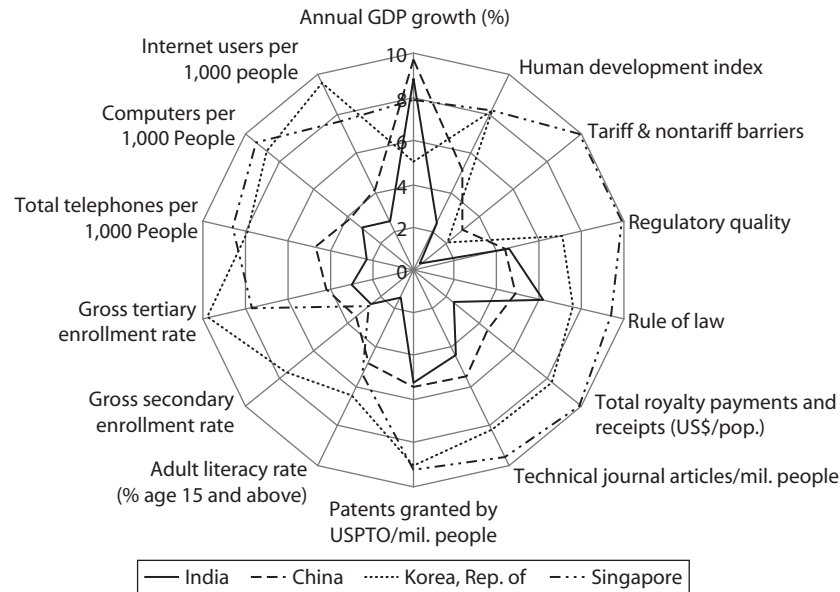 Annual GDP growth (%)
Internet users per
1,000 people
Human development index
Computers per
1,000 People
Tariff & nontariff barriers
Total telephones per
1,000 People
Regulatory quality
Gross tertiary
enrollment rate
Rule of law
Gross secondary
enrollment rate
Total royalty payments and
receipts (US$/pop.)
Adult literacy rate
(% age 15 and above)
Technical journal articles/mil. people
Patents granted by
USPTO/mil. people
10
8
6
4
2
0
India China Korea, Rep. of Singapore